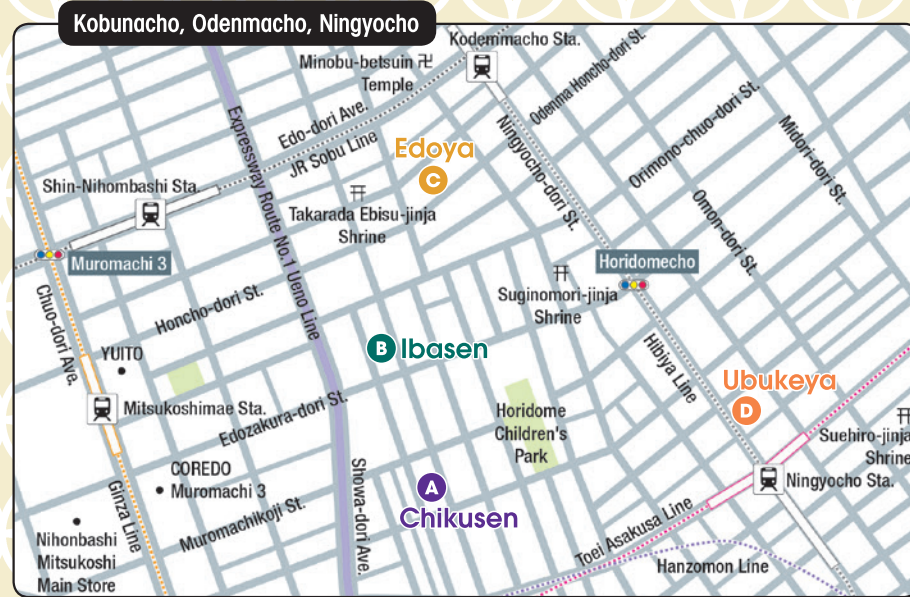 Kobunacho, Odenmacho, Ningyocho
Kodemmacho Sta.
Minobu-betsuin 卍
Temple
Odenma Honcho-dori St.
Edo-dori Ave.
JR Sobu Line
Expressway Route No.1 Ueno Line
Ningyocho-dori St.
Orimono-chuo-dori St.
Midori-dori St.
Omon-dori St.
Edoya
C
Shin-Nihombashi Sta.
Takarada Ebisu-jinja
Shrine
Muromachi 3
Horidomecho
Suginomori-jinja
Shrine
Chuo-dori Ave.
Honcho-dori St.
YUITO
B Ibasen
Hibiya Line
Ubukeya
D
Mitsukoshimae Sta.
Edozakura-dori St.
Horidome
Children's
Park
Suehiro-jinja
Shrine
Ningyocho Sta.
COREDO
Muromachi 3
Ginza Line
Muromachikoji St.
Showa-dori Ave.
A
Chikusen
Toei Asakusa Line
Hanzomon Line
Nihonbashi
Mitsukoshi
Main Store